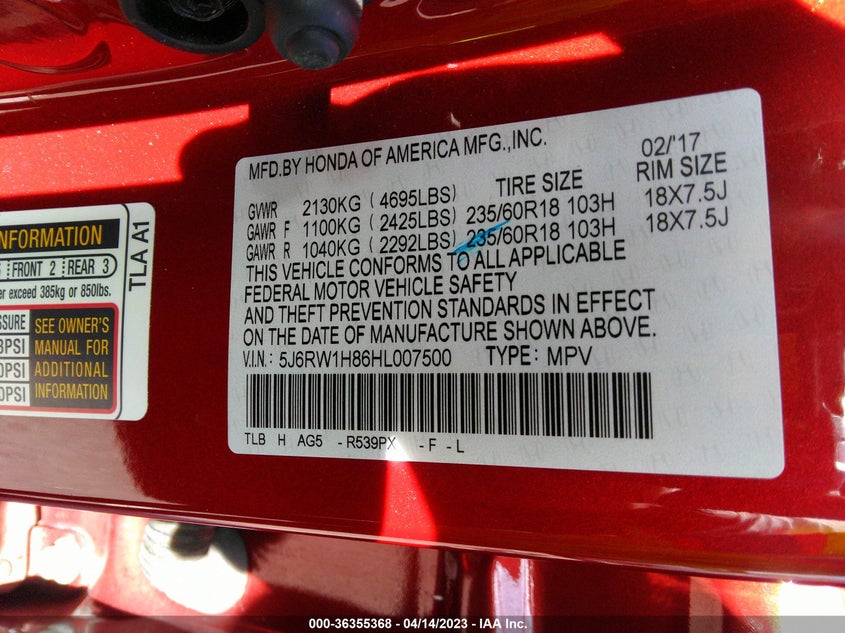 MFD.BY HONDA OF AMERICA MFG.,INC. 02/'17
TIRE SIZE RIM SIZE
GVWR 2130KG (4695LBS)
GAWR F 1100KG (2425LBS) 235/60R18 103H 18X7.5J
GAWR R 1040KG (2292LBS) 235/60R18 103H 18X7.5J
THIS VEHICLE CONFORMS TO ALL APPLICABLE
FEDERAL MOTOR VEHICLE SAFETY
AND THEFT PREVENTION STANDARDS IN EFFECT
ON THE DATE OF MANUFACTURE SHOWN ABOVE.
V.I.N.: 5J6RW1H86HL007500 TYPE: MPV
TLB H AG5 -R539PX -F -L
INFORMATION
FRONT 2 REAR 3
exceed 385kg or 850lbs.
TLA A1
SEE OWNER'S
MANUAL FOR
ADDITIONAL
INFORMATION
000-36355368 - 04/14/2023 - IAA Inc.